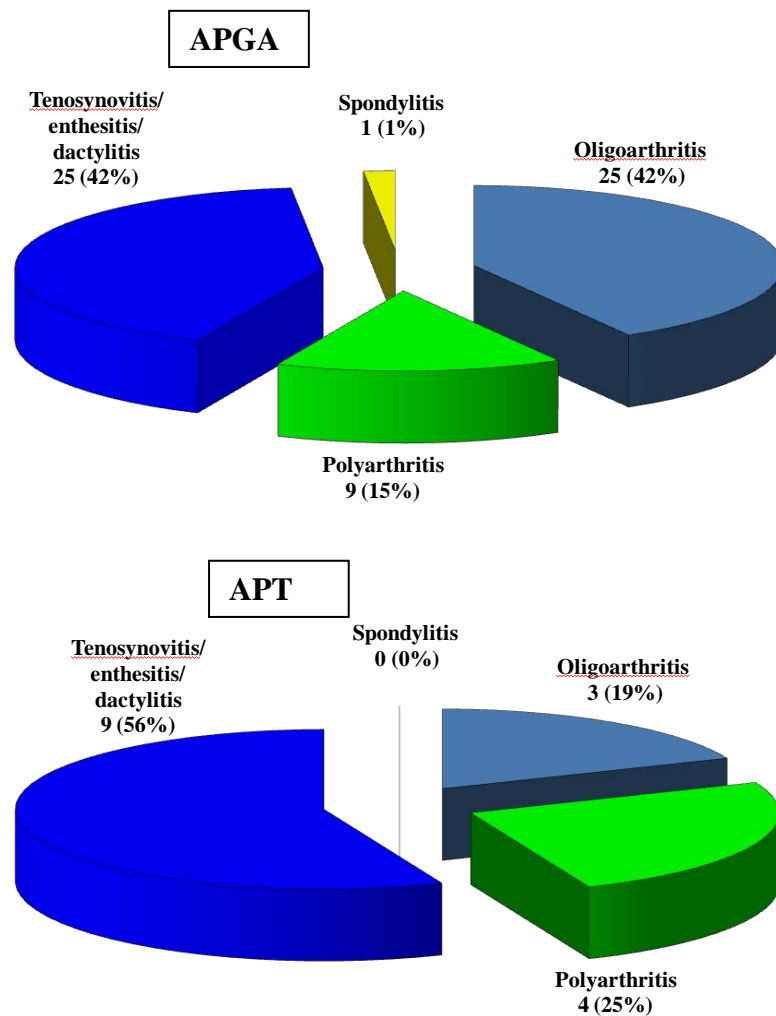 APGA
Tenosynovitis/
enthesitis/
dactylitis
25 (42%)
Spondylitis
1 (1%)
Oligoarthritis
25 (42%)
Polyarthritis
9 (15%)
APT
Tenosynovitis/
enthesitis/
dactylitis
9 (56%)
Spondylitis
0 (0%)
Oligoarthritis
3 (19%)
Polyarthritis
4 (25%)